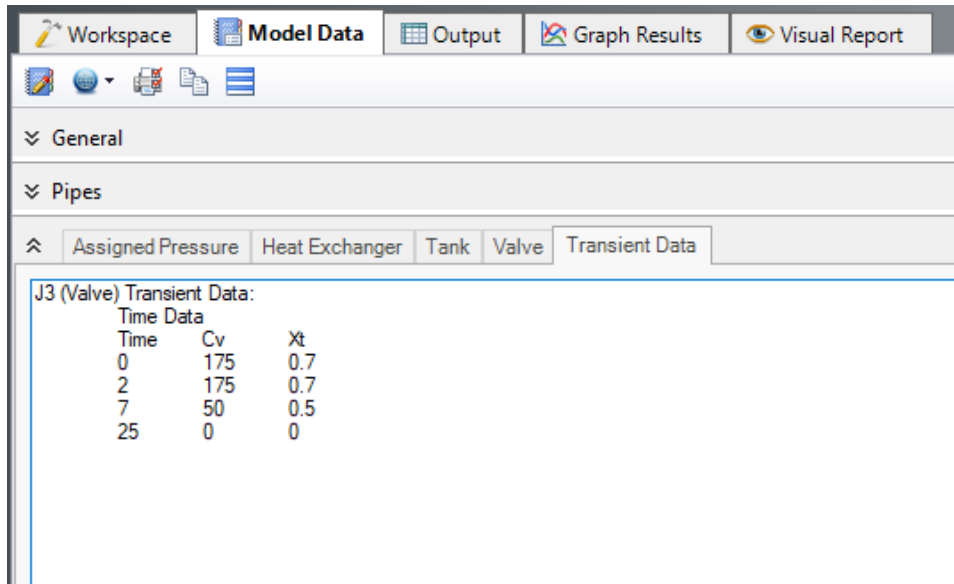 Workspace Model Data Output Graph Results Visual Report
General
Pipes
Assigned Pressure Heat Exchanger Tank Valve Transient Data
J3 (Valve) Transient Data:
Time Data
Time Cv Xt
0 175 0.7
2 175 0.7
7 50 0.5
25 0 0